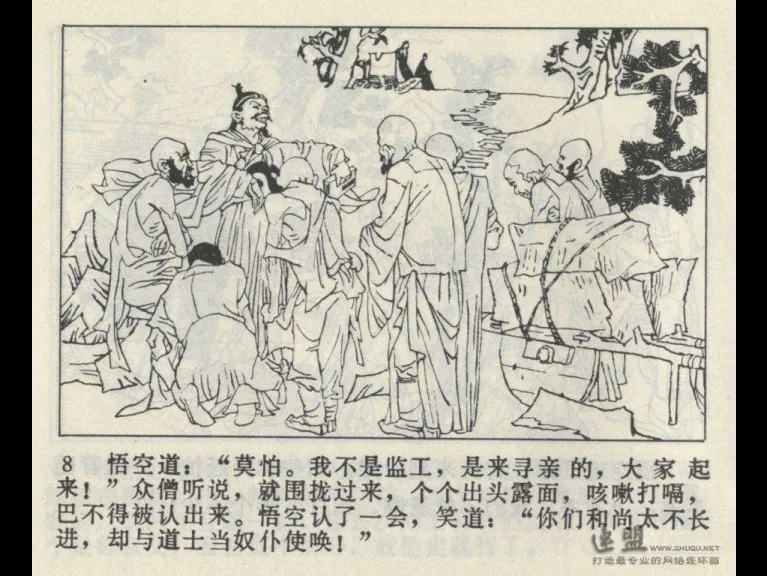 8 悟空道：“莫怕。我不是监工，是来寻亲的，大家起
来！”众僧听说，就围拢过来，个个出头露面，咳嗽打嗝，
巴不得被认出来。悟空认了一会，笑道：“你们和尚太不长
进，却与道士当奴仆使唤！”
速盟 WWW.SHUQU.NET
打造最专业的网络连环画